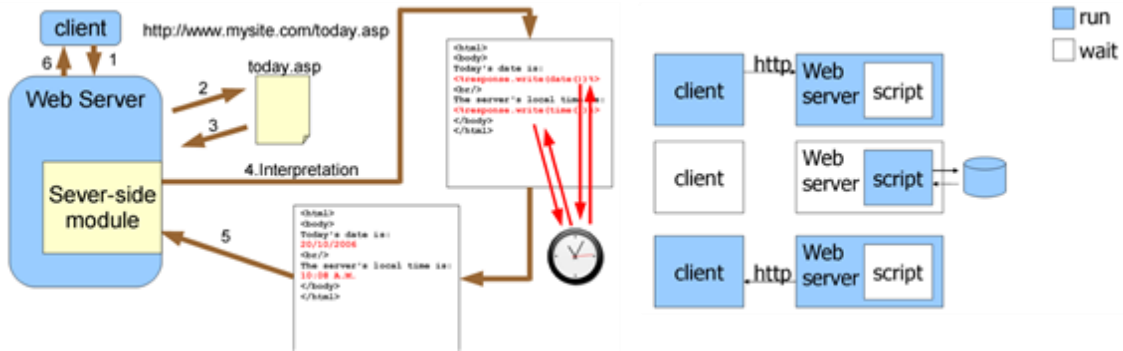 client
http://www.mysite.com/today.asp
6
1
Web Server
2
today.asp
3
4.Interpretation
Sever-side
module
5
<html>
<body>
Today's date is:
<%response.write(date())%>
<br/>
The server's local time is:
<%response.write(time())%>
</body>
</html>
<html>
<body>
Today's date is:
20/10/2006
<br/>
The server's local time is:
10:08 A.M.
</body>
</html>
run
wait
client
http
Web
server
script
client
Web
server
script
client
http
Web
server
script